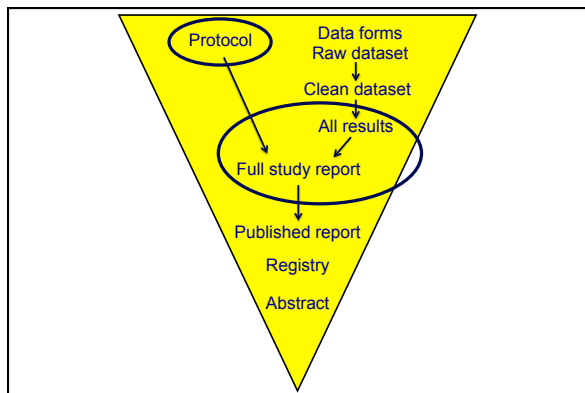 Protocol
Data forms
Raw dataset
Clean dataset
All results
Full study report
Published report
Registry
Abstract